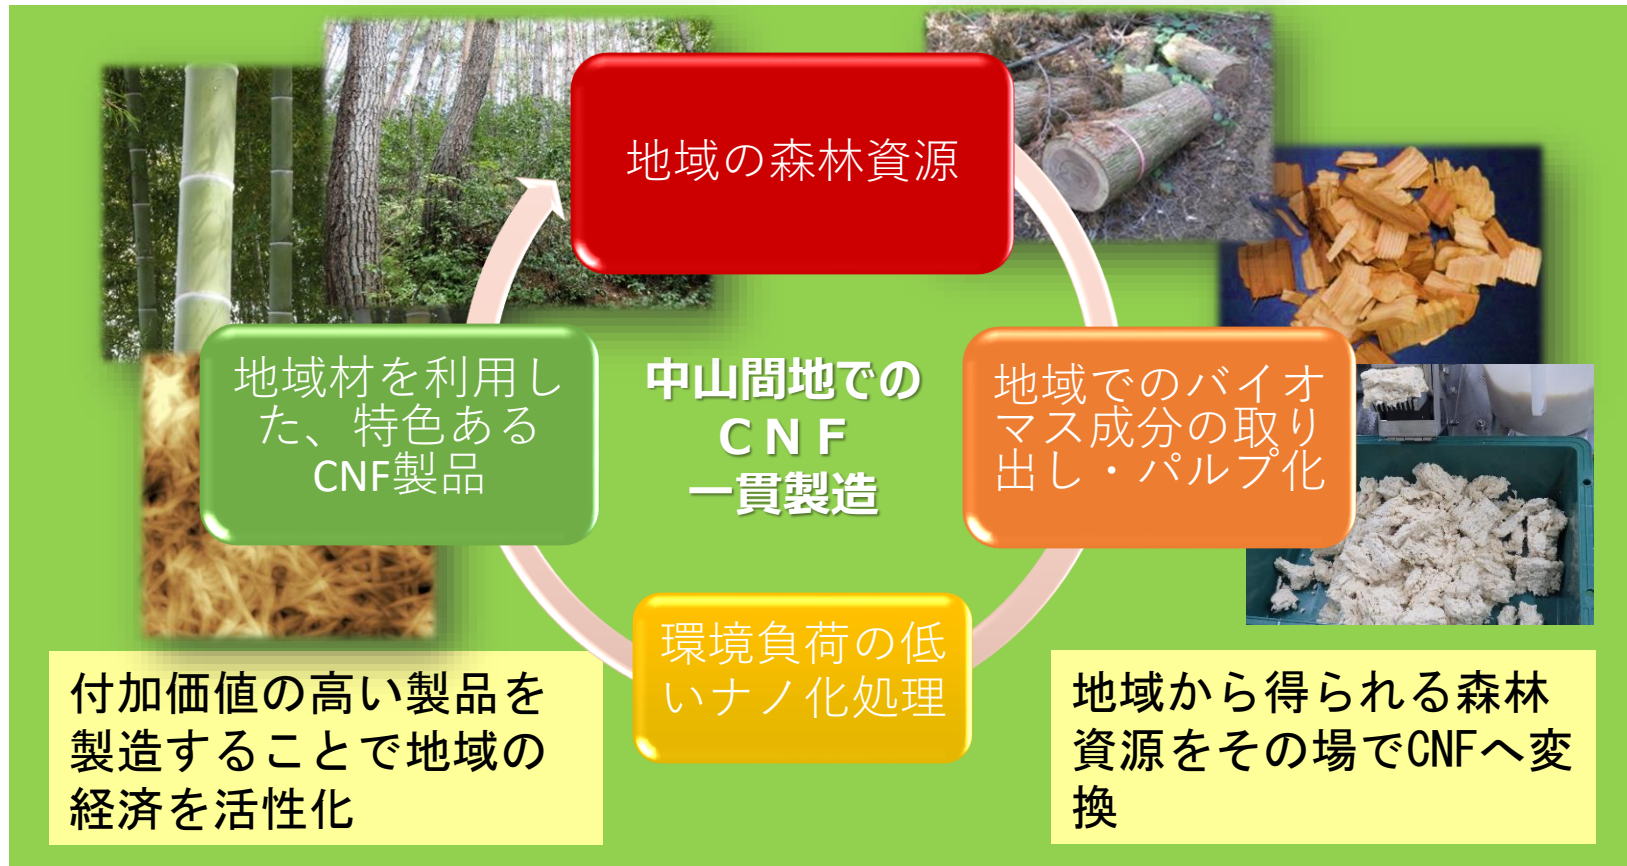 地域の森林資源
地域材を利用し
た、特色ある
CNF製品
中山間地での
ＣＮＦ
一貫製造
地域でのバイオ
マス成分の取り
出し・パルプ化
環境負荷の低
いナノ化処理
付加価値の高い製品を
製造することで地域の
経済を活性化
地域から得られる森林
資源をその場でCNFへ変
換